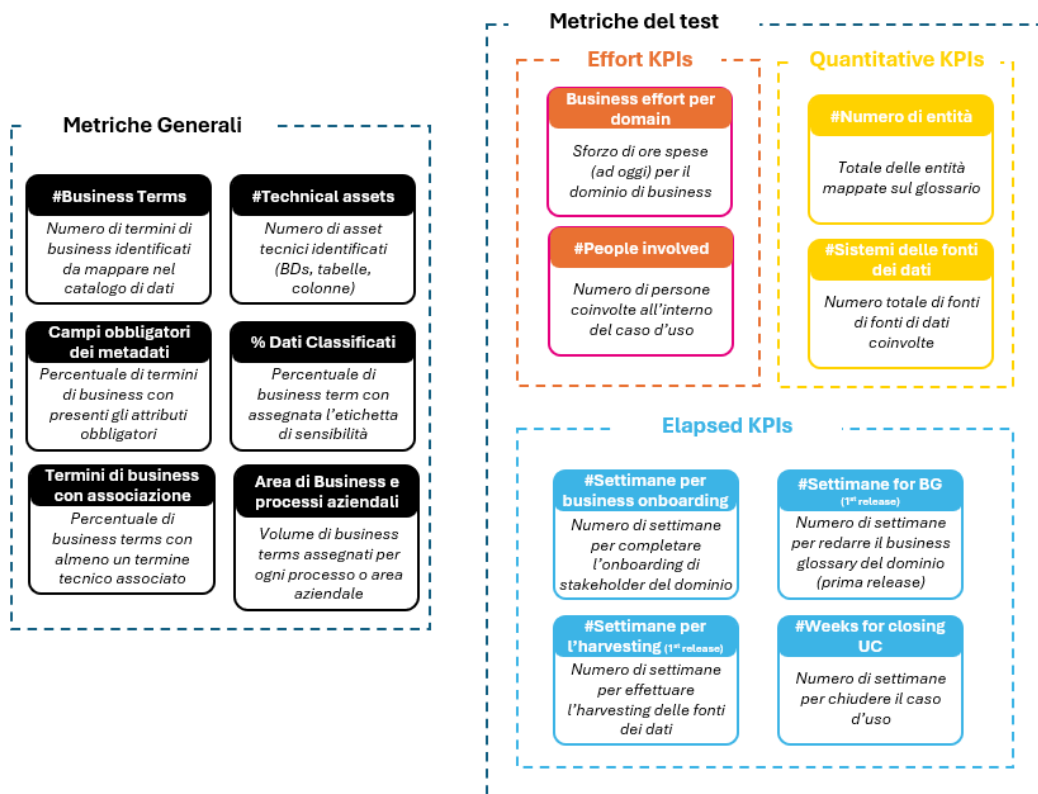 Metriche Generali
#Business Terms
Numero di termini di
business identificati
da mappare nel
catalogo di dati
#Technical assets
Numero di asset
tecnici identificati
(BDs, tabelle,
colonne)
Campi obbligatori
dei metadati
Percentuale di termini
di business con
presenti gli attributi
obbligatori
% Dati Classificati
Percentuale di
business term con
assegnata l'etichetta
di sensibilità
Termini di business
con associazione
Percentuale di
business terms con
almeno un termine
tecnico associato
Area di Business e
processi aziendali
Volume di business
terms assegnati per
ogni processo o area
aziendale
Metriche del test
Effort KPIs
Business effort per
domain
Sforzo di ore spese
(ad oggi) per il
dominio di business
#People involved
Numero di persone
coinvolte all'interno
del caso d'uso
Quantitative KPIs
#Numero di entità
Totale delle entità
mappate sul glossario
#Sistemi delle fonti
dei dati
Numero totale di fonti
di fonti di dati
coinvolte
Elapsed KPIs
#Settimane per
business onboarding
Numero di settimane
per completare
l'onboarding di
stakeholder del dominio
#Settimane for BG
(1st release)
Numero di settimane
per redarre il business
glossary del dominio
(prima release)
#Settimane per
l'harvesting (1st release)
Numero di settimane
per effettuare
l'harvesting delle fonti
dei dati
#Weeks for closing
UC
Numero di settimane
per chiudere il caso
d'uso